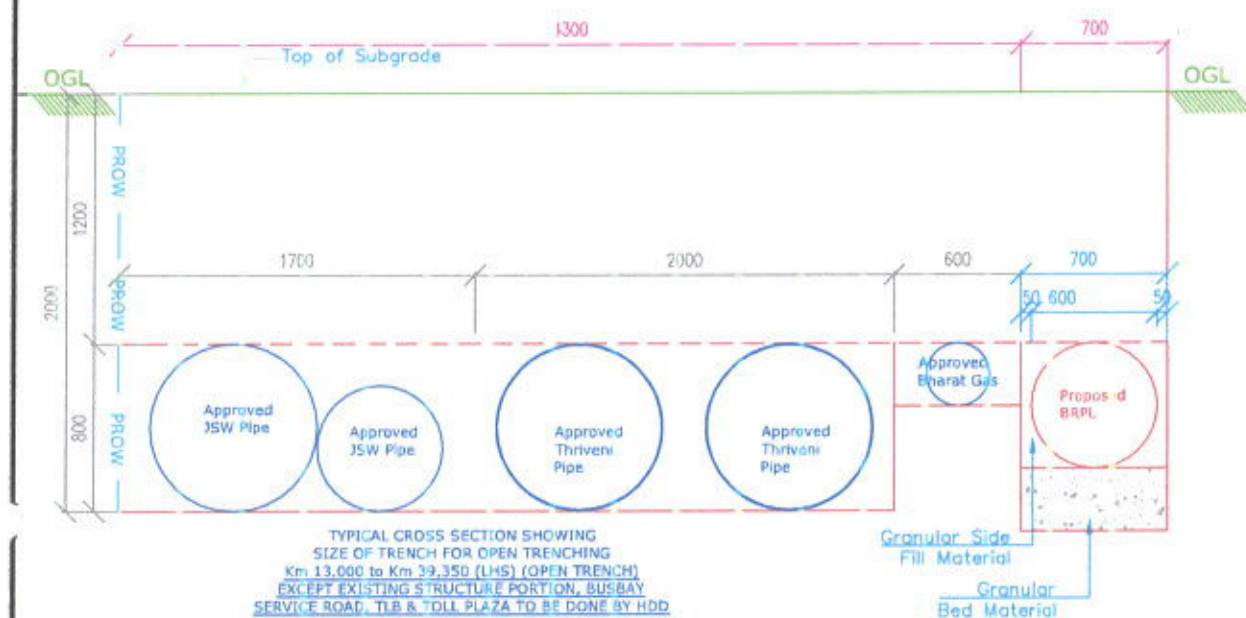 4300
700
Top of Subgrade
OGL
OGL
PROW
1200
2000
1700
2000
600
700
PROW
50 600 50
Approved
JSW Pipe
Approved
JSW Pipe
Approved
Thriveni
Pipe
Approved
Thriveni
Pipe
Approved
Bharat Gas
Proposed
BRPL
800
PROW
TYPICAL CROSS SECTION SHOWING
SIZE OF TRENCH FOR OPEN TRENCHING
Km 13.000 to Km 39.350 (LHS) (OPEN TRENCH)
EXCEPT EXISTING STRUCTURE PORTION, BUSBAY
SERVICE ROAD, TLB & TOLL PLAZA TO BE DONE BY HDD
Granular Side
Fill Material
Granular
Bed Material